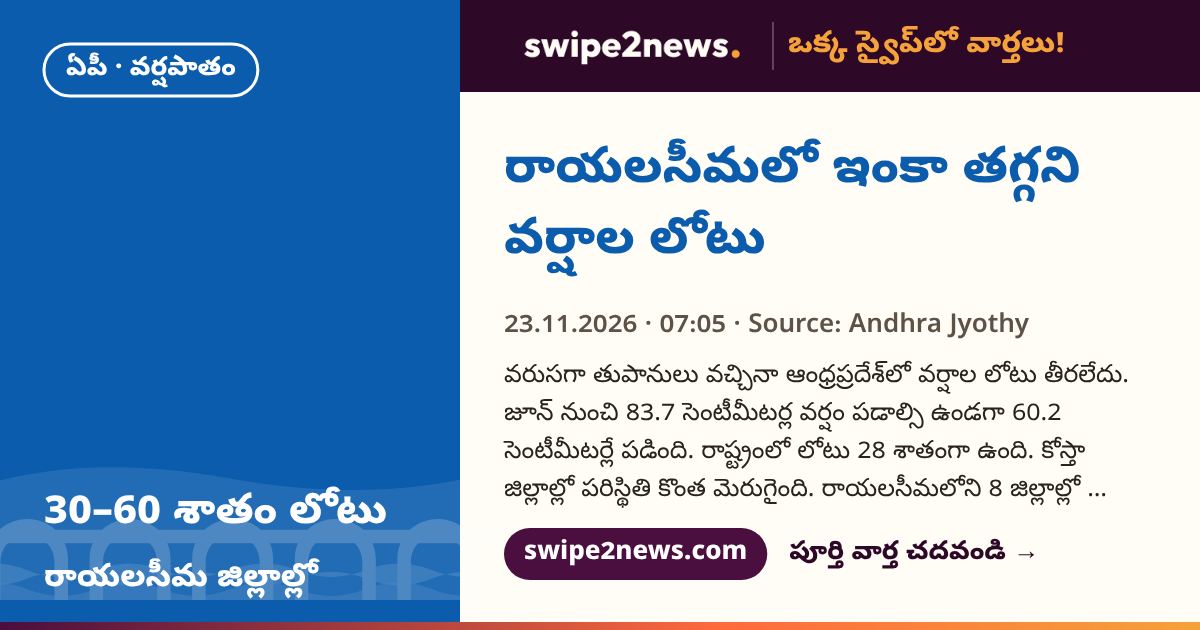 ఏపీ · వర్షపాతం
30–60 శాతం లోటు
రాయలసీమ జిల్లాల్లో
swipe2news.
ఒక్క స్వైప్‌లో వార్తలు!
రాయలసీమలో ఇంకా తగ్గని
వర్షాల లోటు
23.11.2026 · 07:05 · Source: Andhra Jyothy
వరుసగా తుపానులు వచ్చినా ఆంధ్రప్రదేశ్‌లో వర్షాల లోటు తీరలేదు.
జూన్ నుంచి 83.7 సెంటీమీటర్ల వర్షం పడాల్సి ఉండగా 60.2
సెంటీమీటర్లే పడింది. రాష్ట్రంలో లోటు 28 శాతంగా ఉంది. కోస్తా
జిల్లాల్లో పరిస్థితి కొంత మెరుగైంది. రాయలసీమలోని 8 జిల్లాల్లో ...
swipe2news.com
పూర్తి వార్త చదవండి →